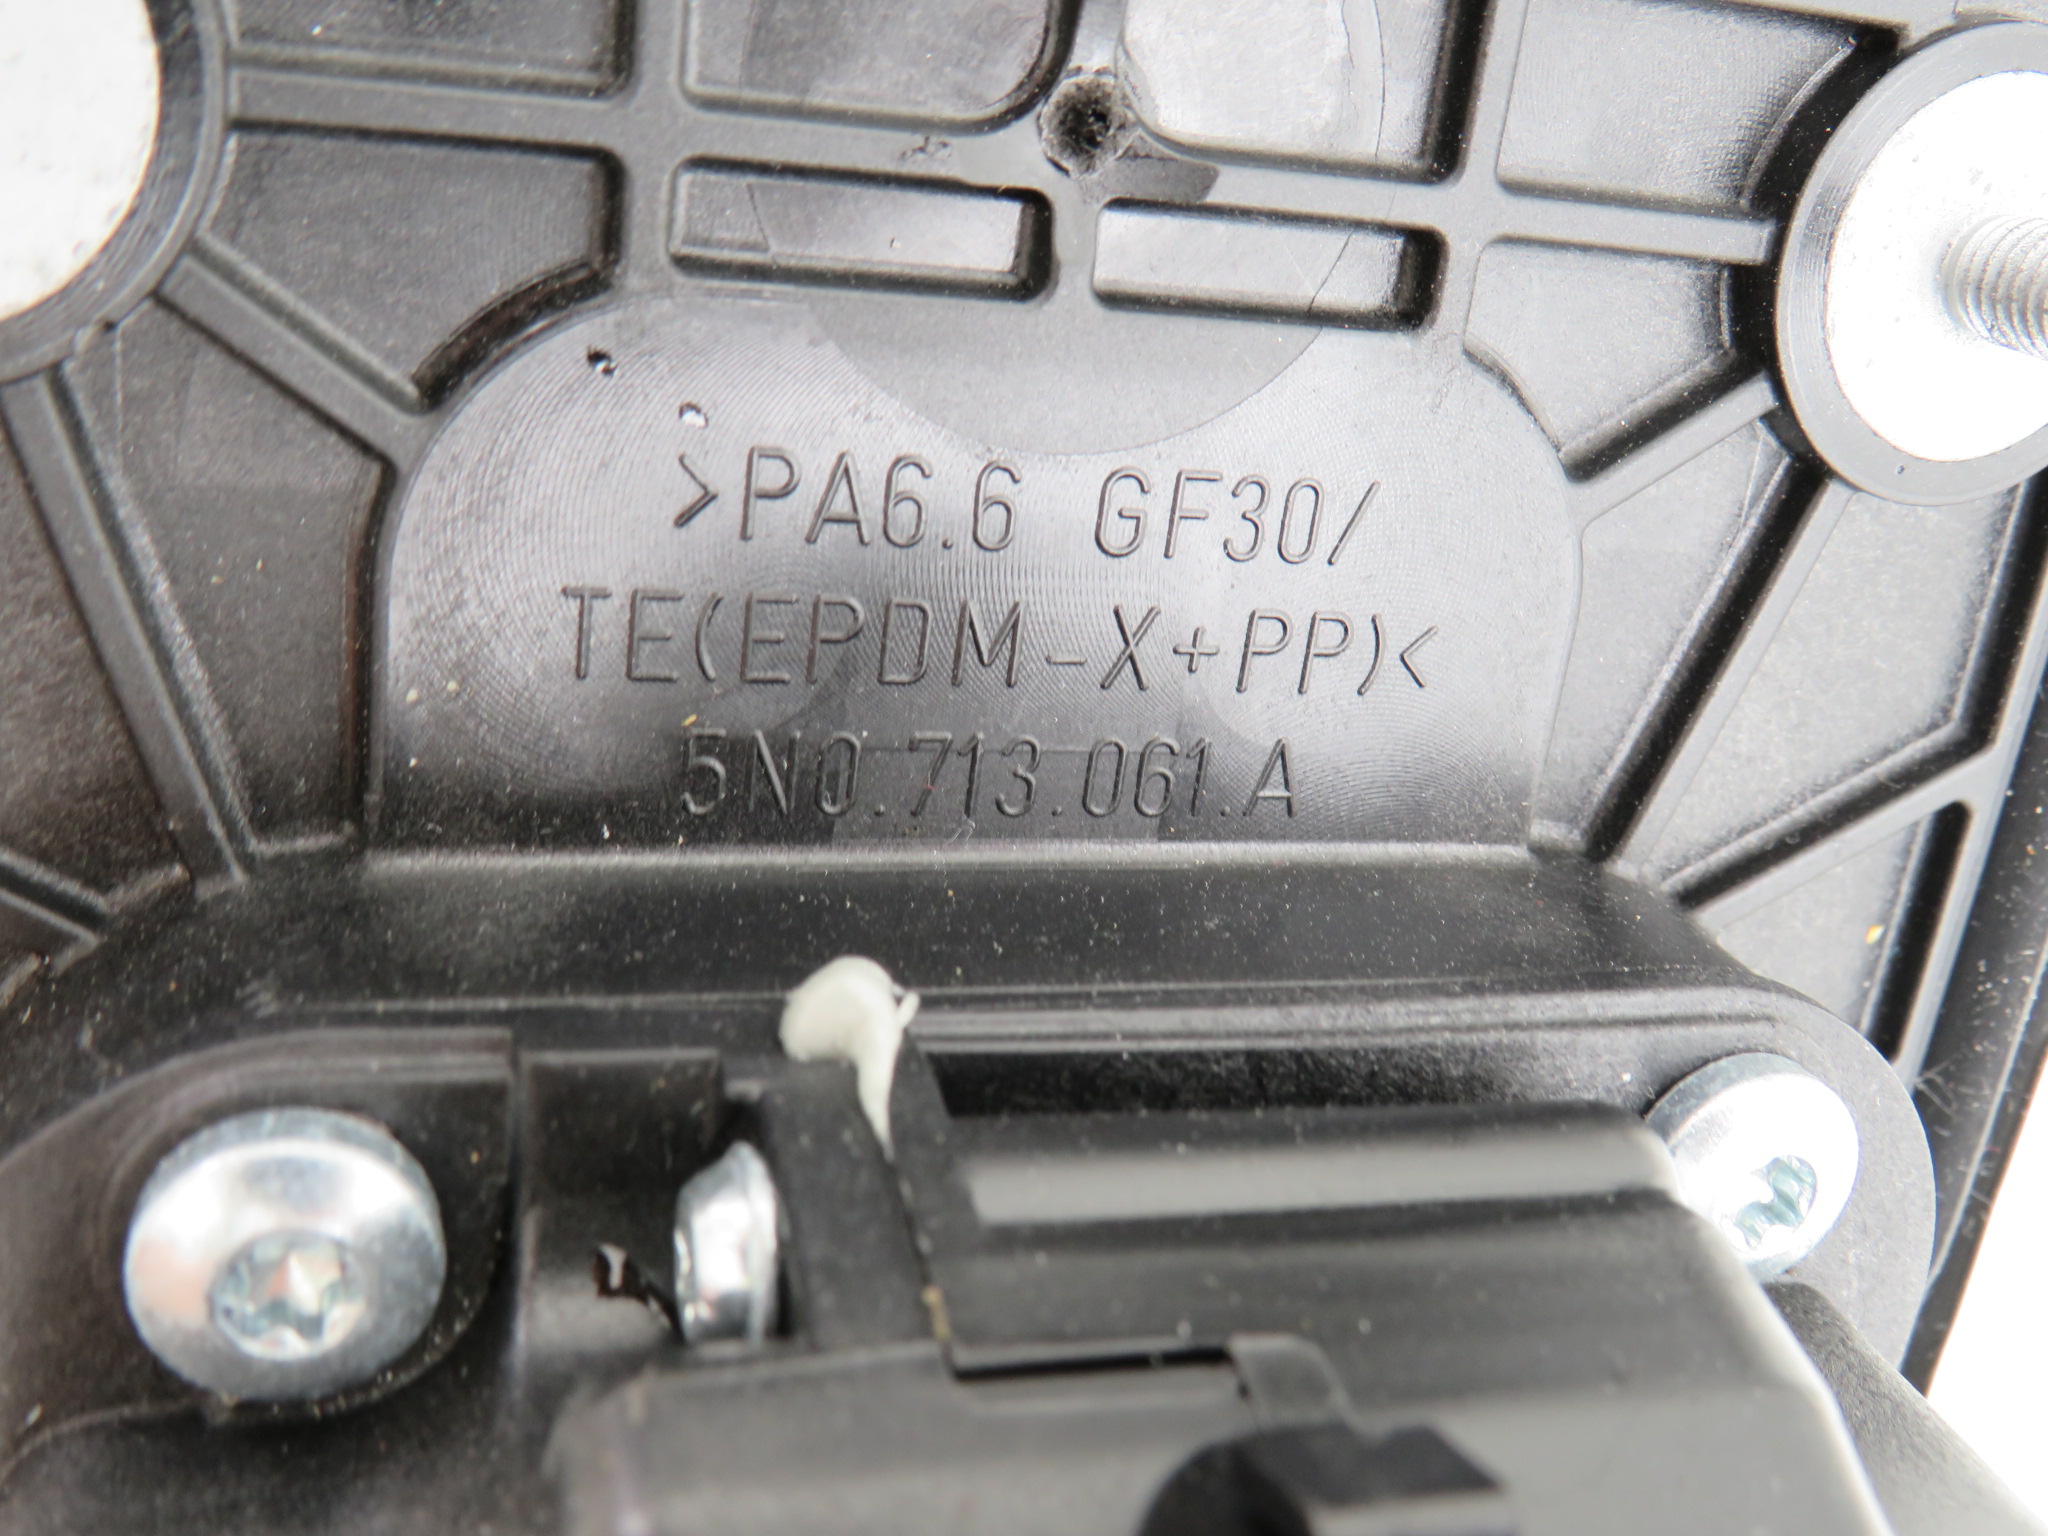 >PA6.6 GF30/
TE(EPDM-X+PP)<
5N0.713.061.A